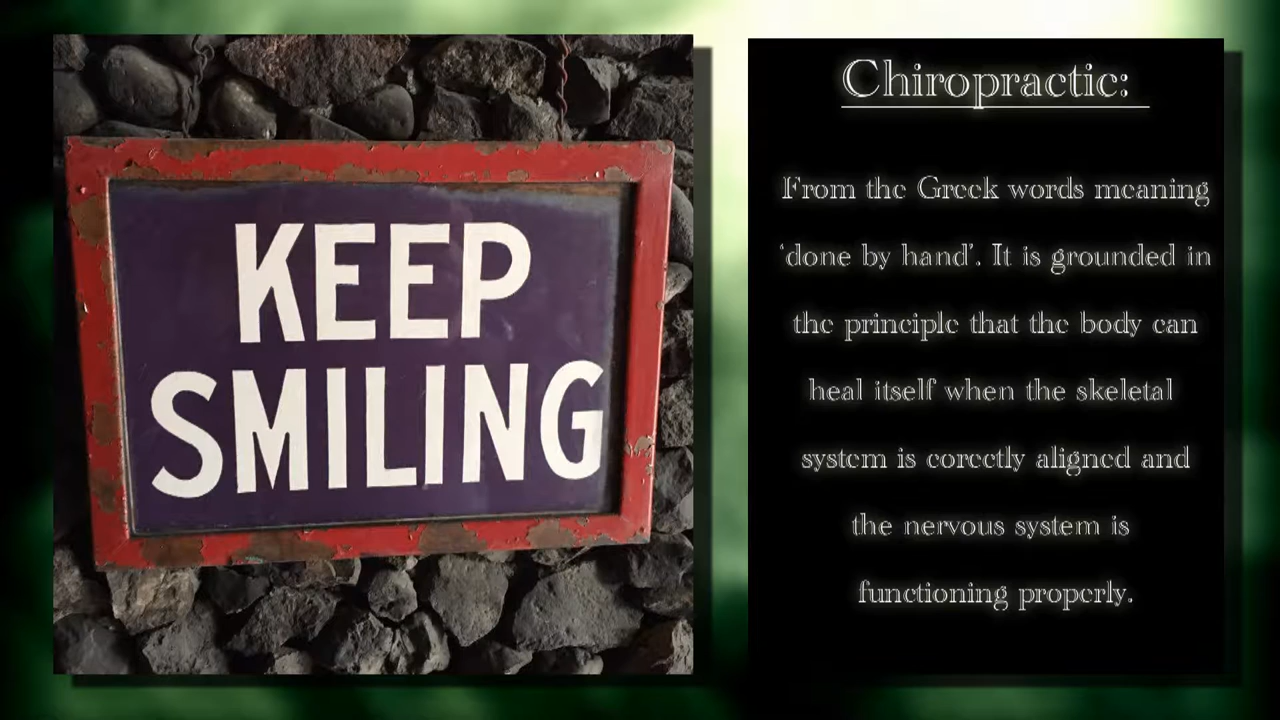 KEEP
SMILING
Chiropractic:
From the Greek words meaning
‘done by hand’. It is grounded in
the principle that the body can
heal itself when the skeletal
system is corectly aligned and
the nervous system is
functioning properly.